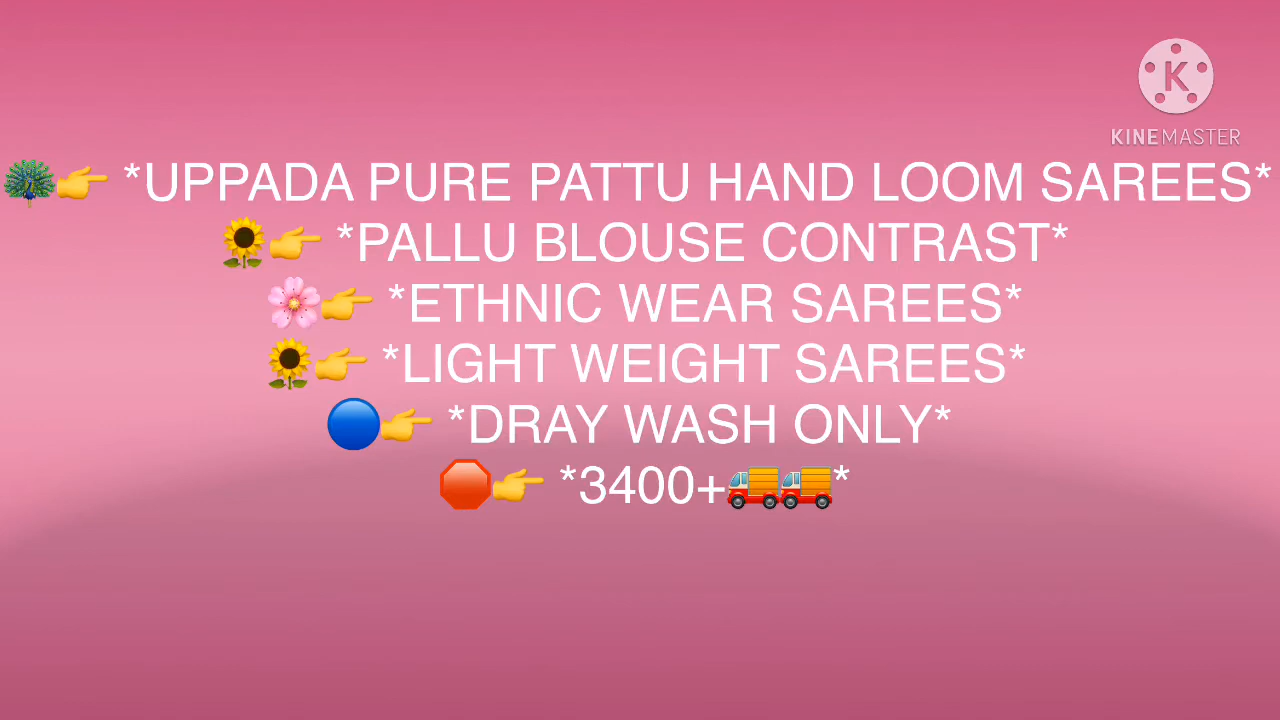 K
KINEMASTER
🦚👉 *UPPADA PURE PATTU HAND LOOM SAREES*
🌻👉 *PALLU BLOUSE CONTRAST*
🌸👉 *ETHNIC WEAR SAREES*
🌻👉 *LIGHT WEIGHT SAREES*
🔵👉 *DRAY WASH ONLY*
🛑👉 *3400+🚚🚚*